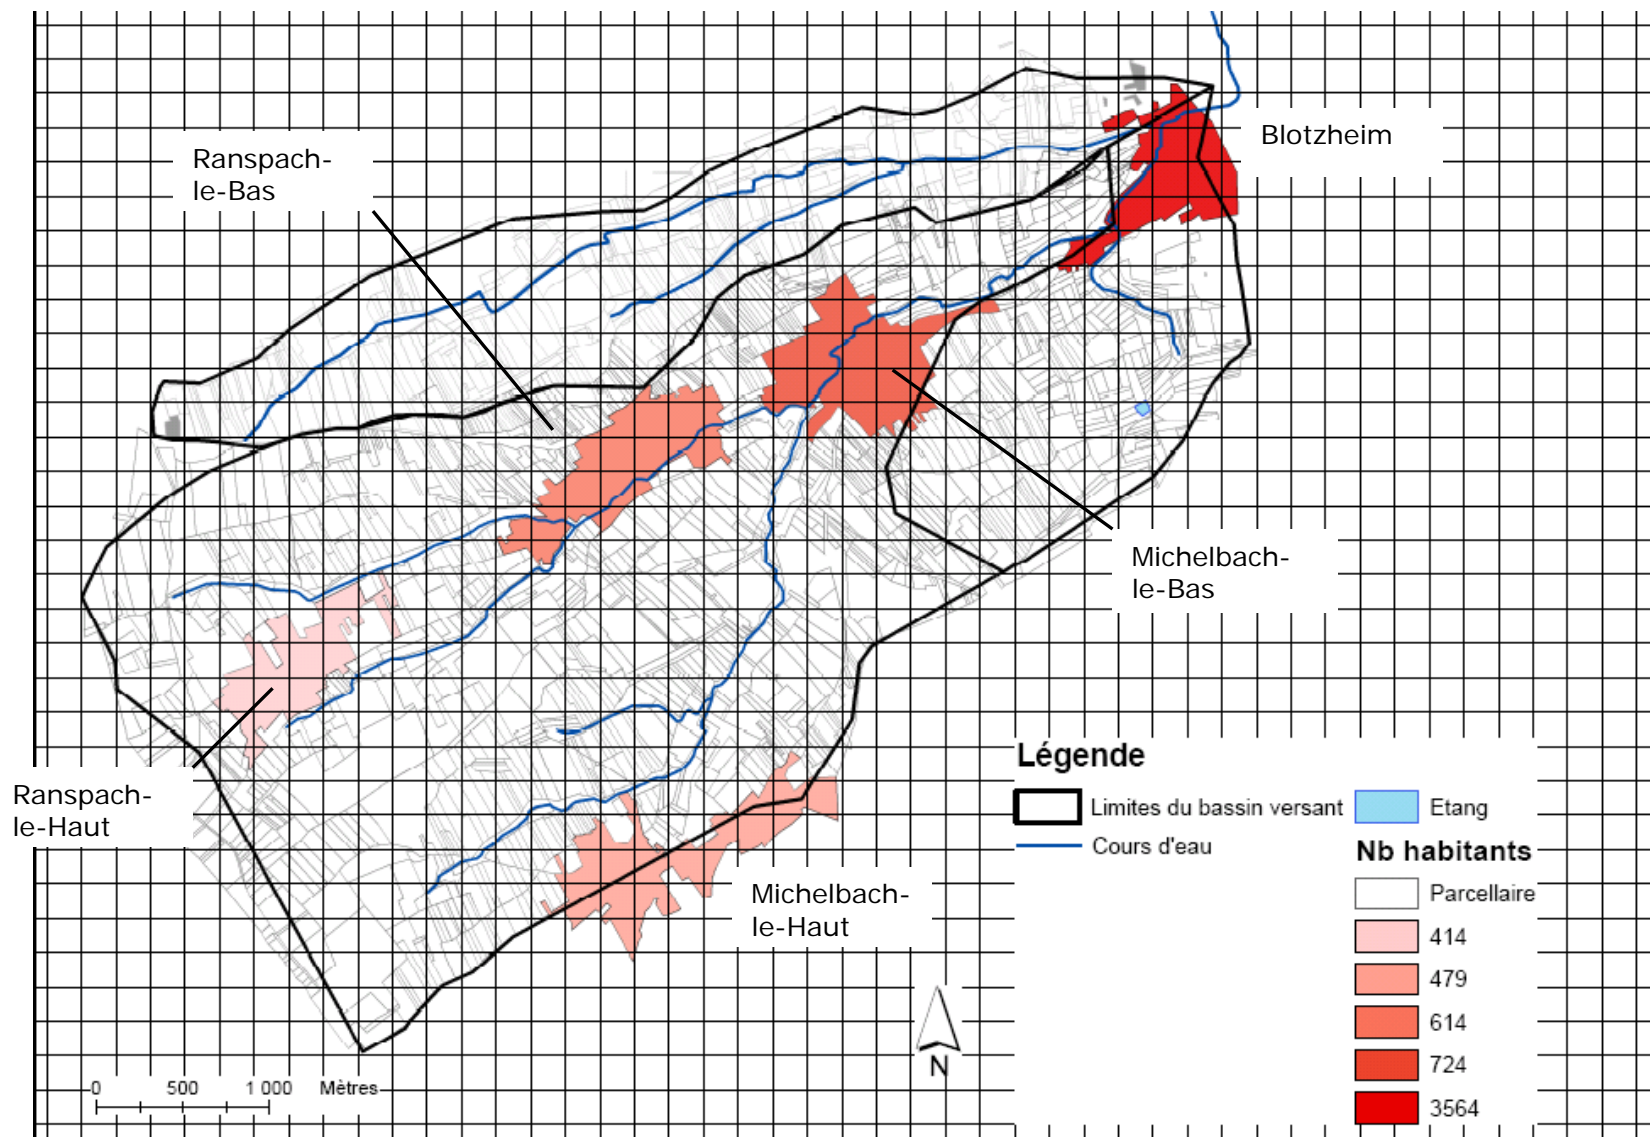 Blotzheim
Ranspach-
le-Bas
Michelbach-
le-Bas
Ranspach-
le-Haut
Michelbach-
le-Haut
N
0 500 1 000 Mètres
Légende
Limites du bassin versant
Cours d'eau
Etang
Nb habitants
Parcellaire
414
479
614
724
3564